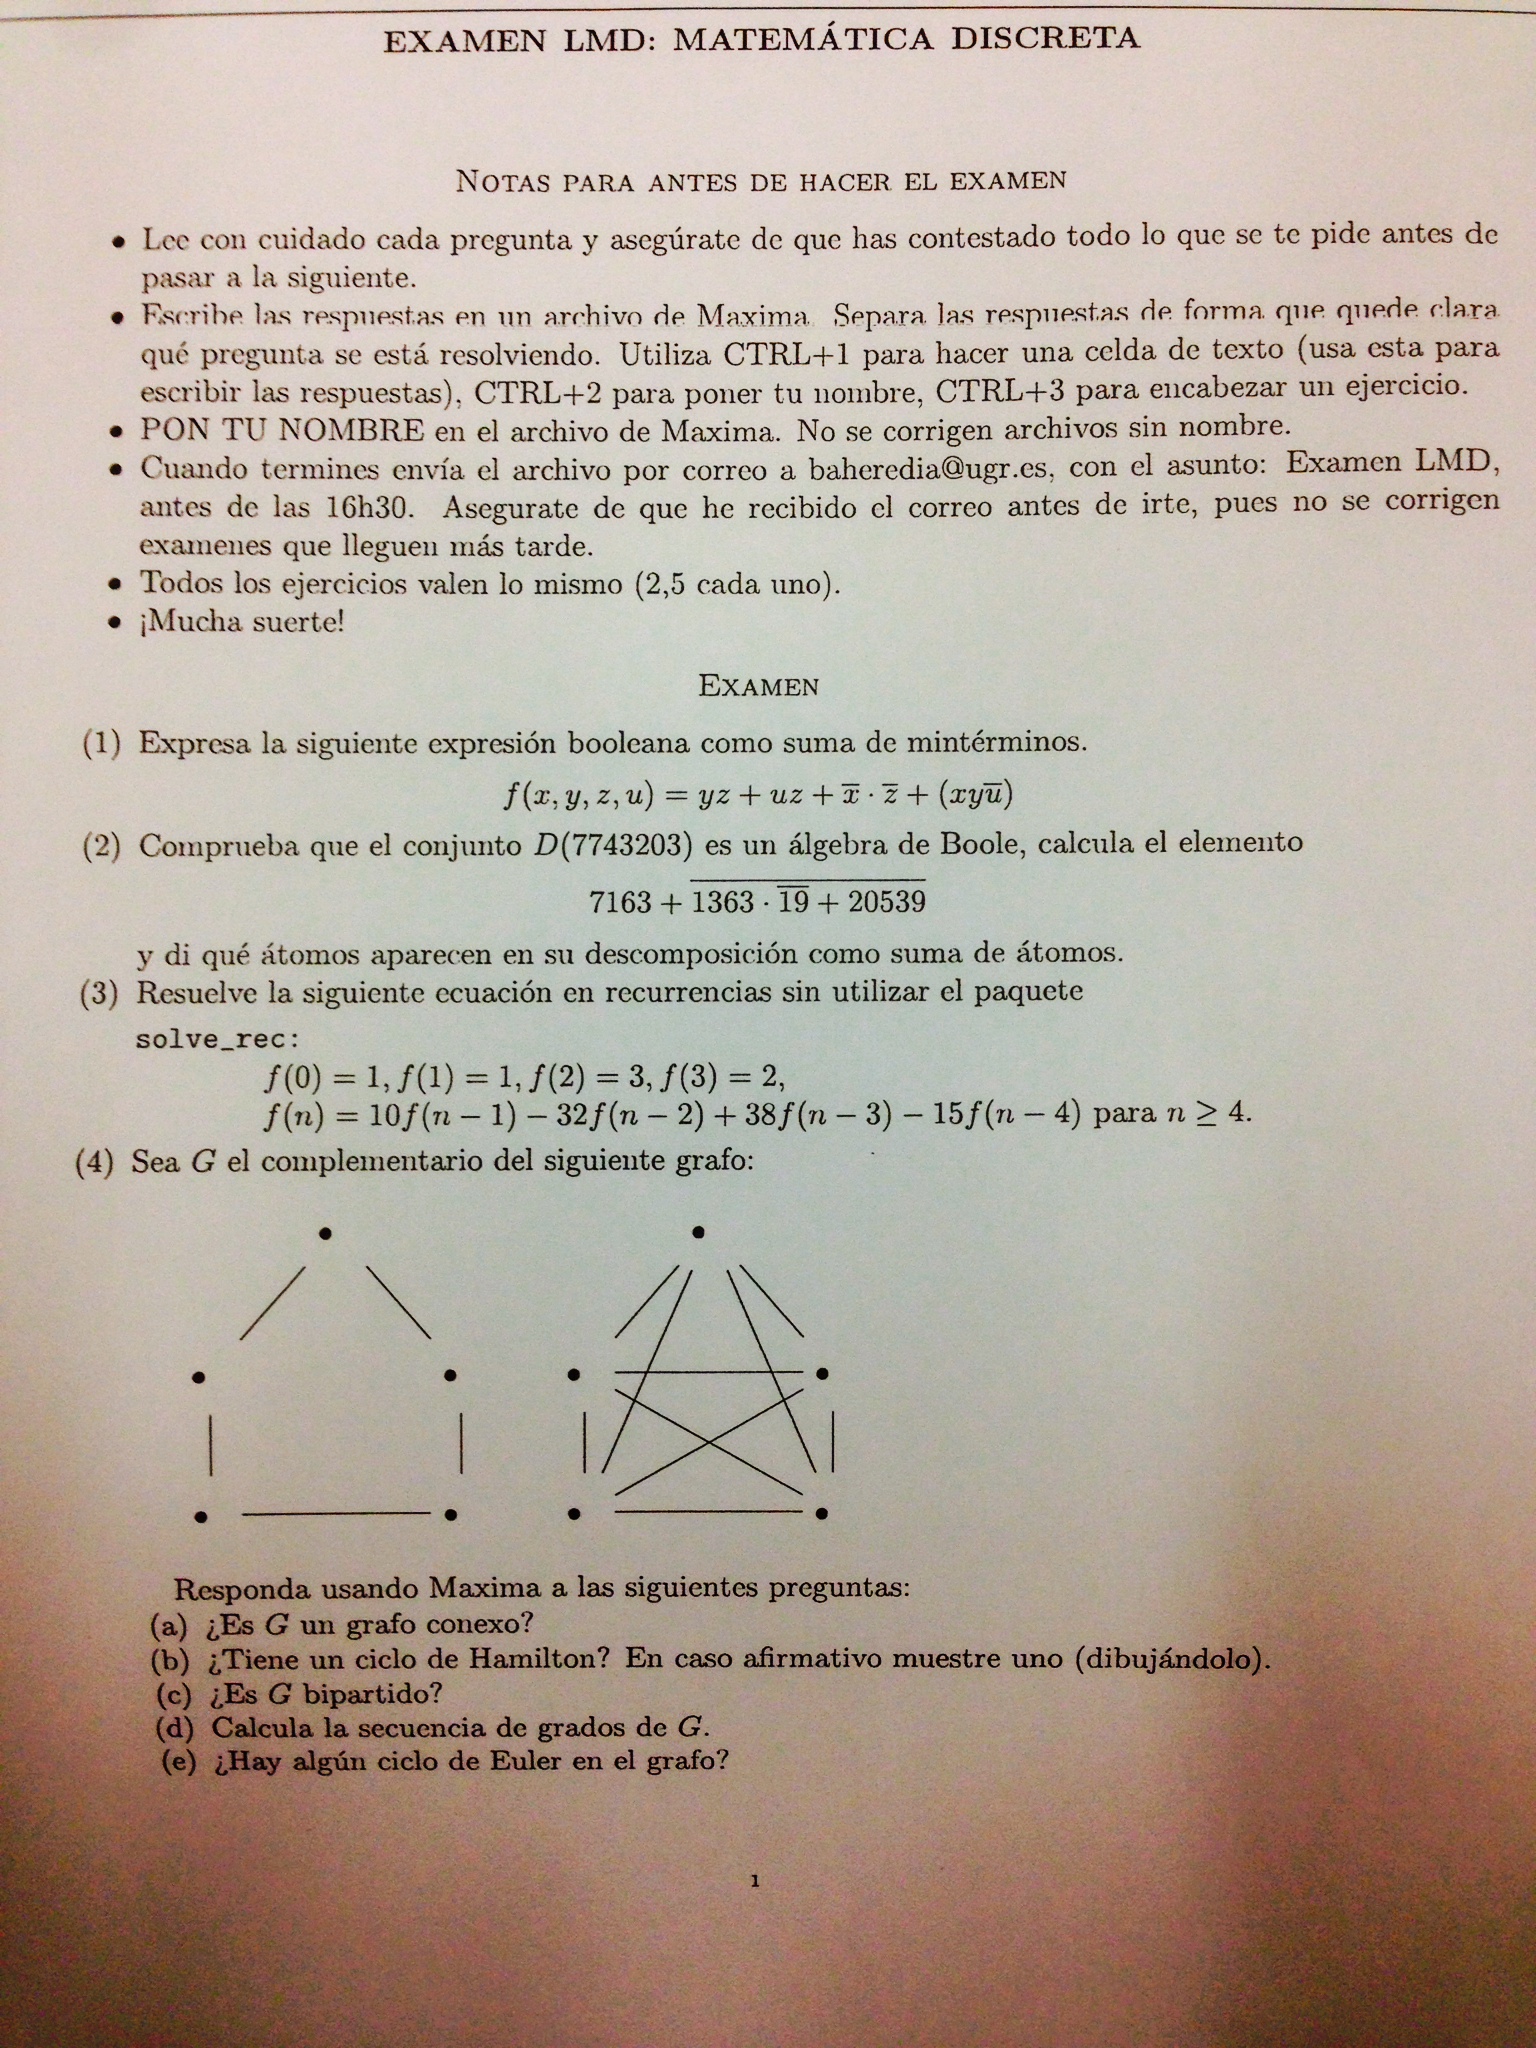 EXAMEN LMD: MATEMÁTICA DISCRETA
NOTAS PARA ANTES DE HACER EL EXAMEN
• Lee con cuidado cada pregunta y asegúrate de que has contestado todo lo que se te pide antes de
pasar a la siguiente.
• Escribe las respuestas en un archivo de Maxima. Separa las respuestas de forma que quede clara
qué pregunta se está resolviendo. Utiliza CTRL+1 para hacer una celda de texto (usa esta para
escribir las respuestas), CTRL+2 para poner tu nombre, CTRL+3 para encabezar un ejercicio.
• PON TU NOMBRE en el archivo de Maxima. No se corrigen archivos sin nombre.
• Cuando termines envía el archivo por correo a baheredia@ugr.es, con el asunto: Examen LMD,
antes de las 16h30. Asegurate de que he recibido el correo antes de irte, pues no se corrigen
examenes que lleguen más tarde.
• Todos los ejercicios valen lo mismo (2,5 cada uno).
• ¡Mucha suerte!
EXAMEN
(1) Expresa la siguiente expresión booleana como suma de mintérminos.
f(x, y, z, u) = yz + uz + x̅ · z̅ + (xyu̅)
(2) Comprueba que el conjunto D(7743203) es un álgebra de Boole, calcula el elemento
$7163 + \overline{1363 \cdot \overline{19} + 20539}$
y di qué átomos aparecen en su descomposición como suma de átomos.
(3) Resuelve la siguiente ecuación en recurrencias sin utilizar el paquete
solve_rec:
f(0) = 1, f(1) = 1, f(2) = 3, f(3) = 2,
f(n) = 10f(n − 1) − 32f(n − 2) + 38f(n − 3) − 15f(n − 4) para n ≥ 4.
(4) Sea G el complementario del siguiente grafo:
Responda usando Maxima a las siguientes preguntas:
(a) ¿Es G un grafo conexo?
(b) ¿Tiene un ciclo de Hamilton? En caso afirmativo muestre uno (dibujándolo).
(c) ¿Es G bipartido?
(d) Calcula la secuencia de grados de G.
(e) ¿Hay algún ciclo de Euler en el grafo?
1